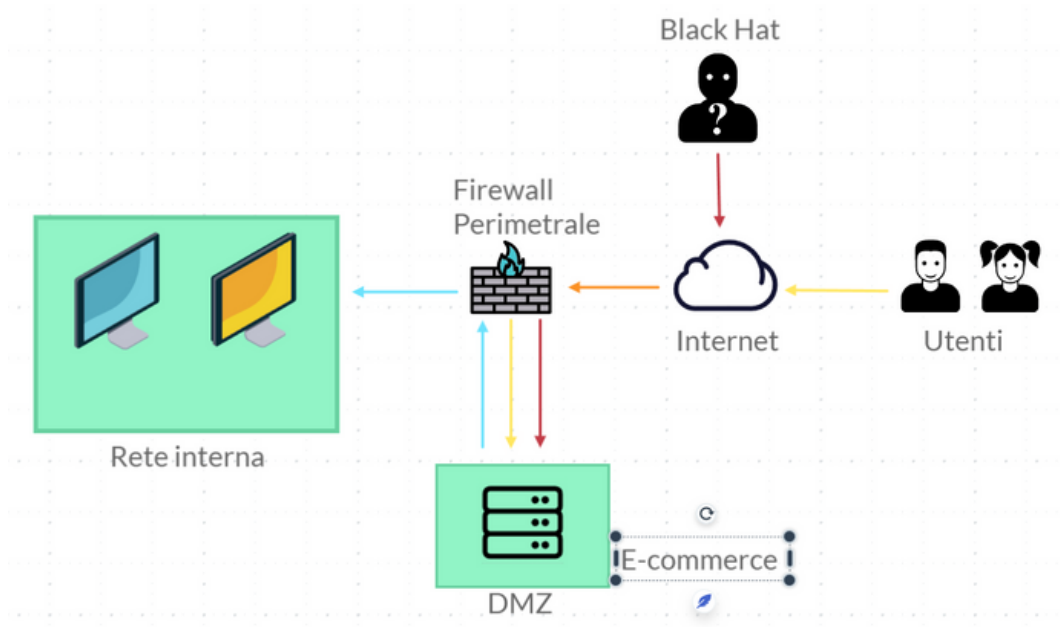 Black Hat
?
Firewall
Perimetrale
Internet
Utenti
Rete interna
E-commerce
DMZ